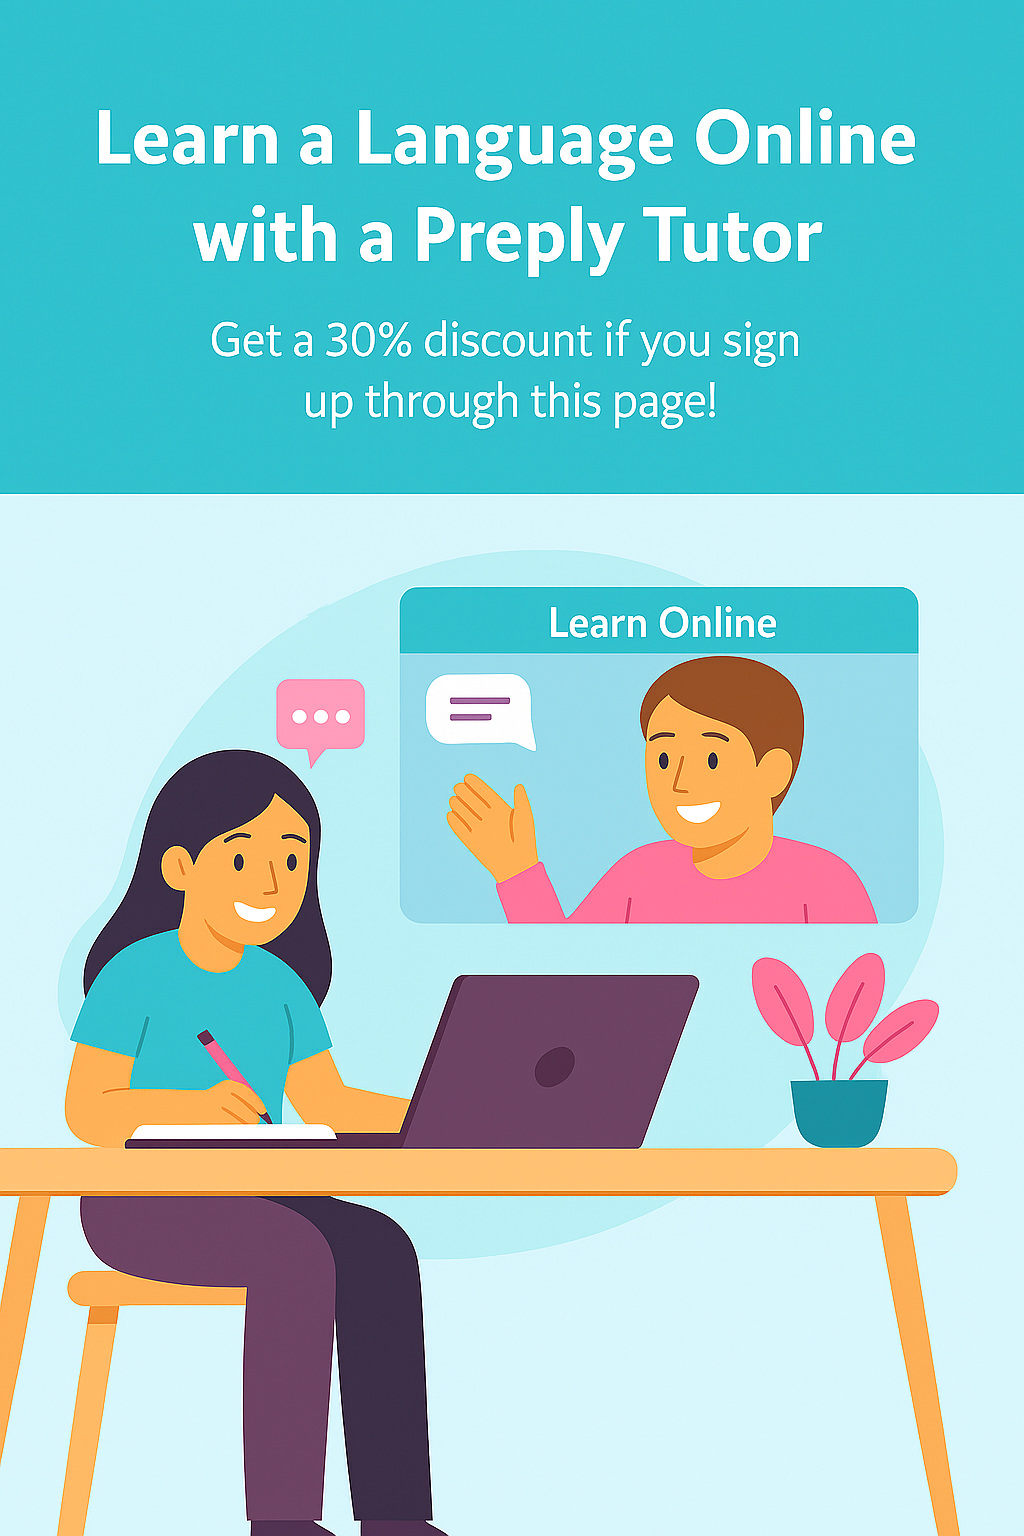 Learn a Language Online
with a Preply Tutor
Get a 30% discount if you sign
up through this page!
Learn Online